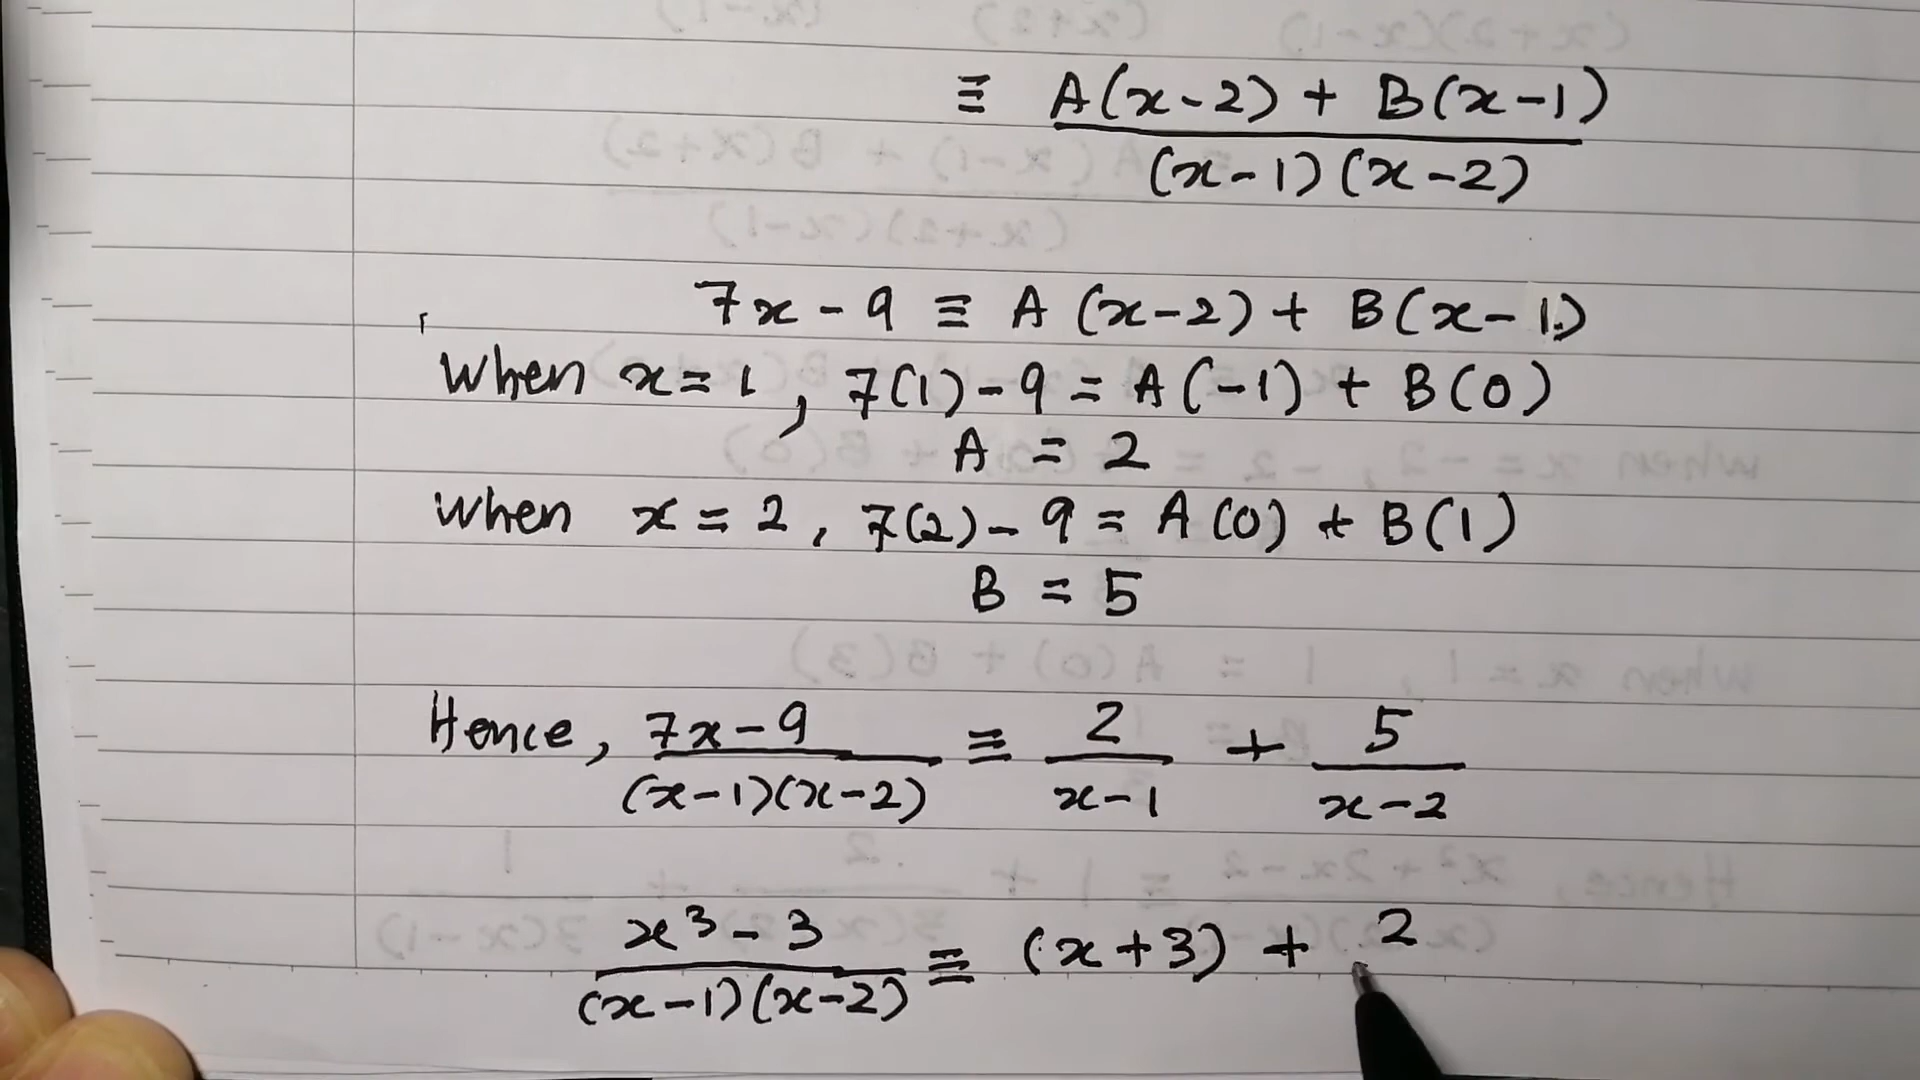 ≡ A(x-2) + B(x-1)
(x-1)(x-2)
7x - 9 ≡ A (x-2) + B(x-1)
When x = 1, 7(1) - 9 = A(-1) + B(0)
A = 2
When x = 2, 7(2) - 9 = A(0) + B(1)
B = 5
Hence, 7x - 9 ≡ 2 + 5
(x-1)(x-2) x-1 x-2
x³ - 3 ≡ (x+3) + 2
(x-1)(x-2)